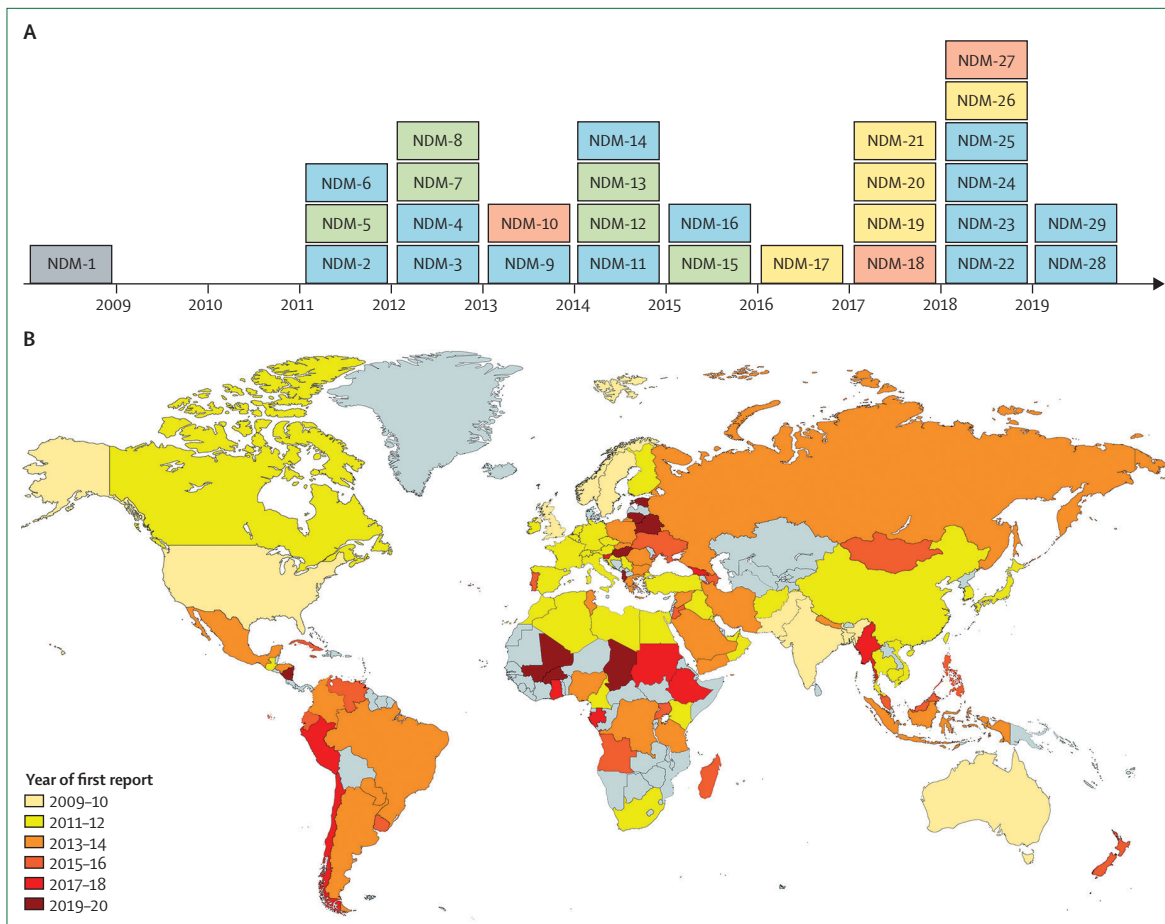 A
NDM-27
NDM-26
NDM-8 NDM-14 NDM-21 NDM-25
NDM-6 NDM-7 NDM-13 NDM-20 NDM-24
NDM-5 NDM-4 NDM-10 NDM-12 NDM-16 NDM-19 NDM-23 NDM-29
NDM-1 NDM-2 NDM-3 NDM-9 NDM-11 NDM-15 NDM-17 NDM-18 NDM-22 NDM-28
2009 2010 2011 2012 2013 2014 2015 2016 2017 2018 2019
B
Year of first report
2009–10
2011–12
2013–14
2015–16
2017–18
2019–20